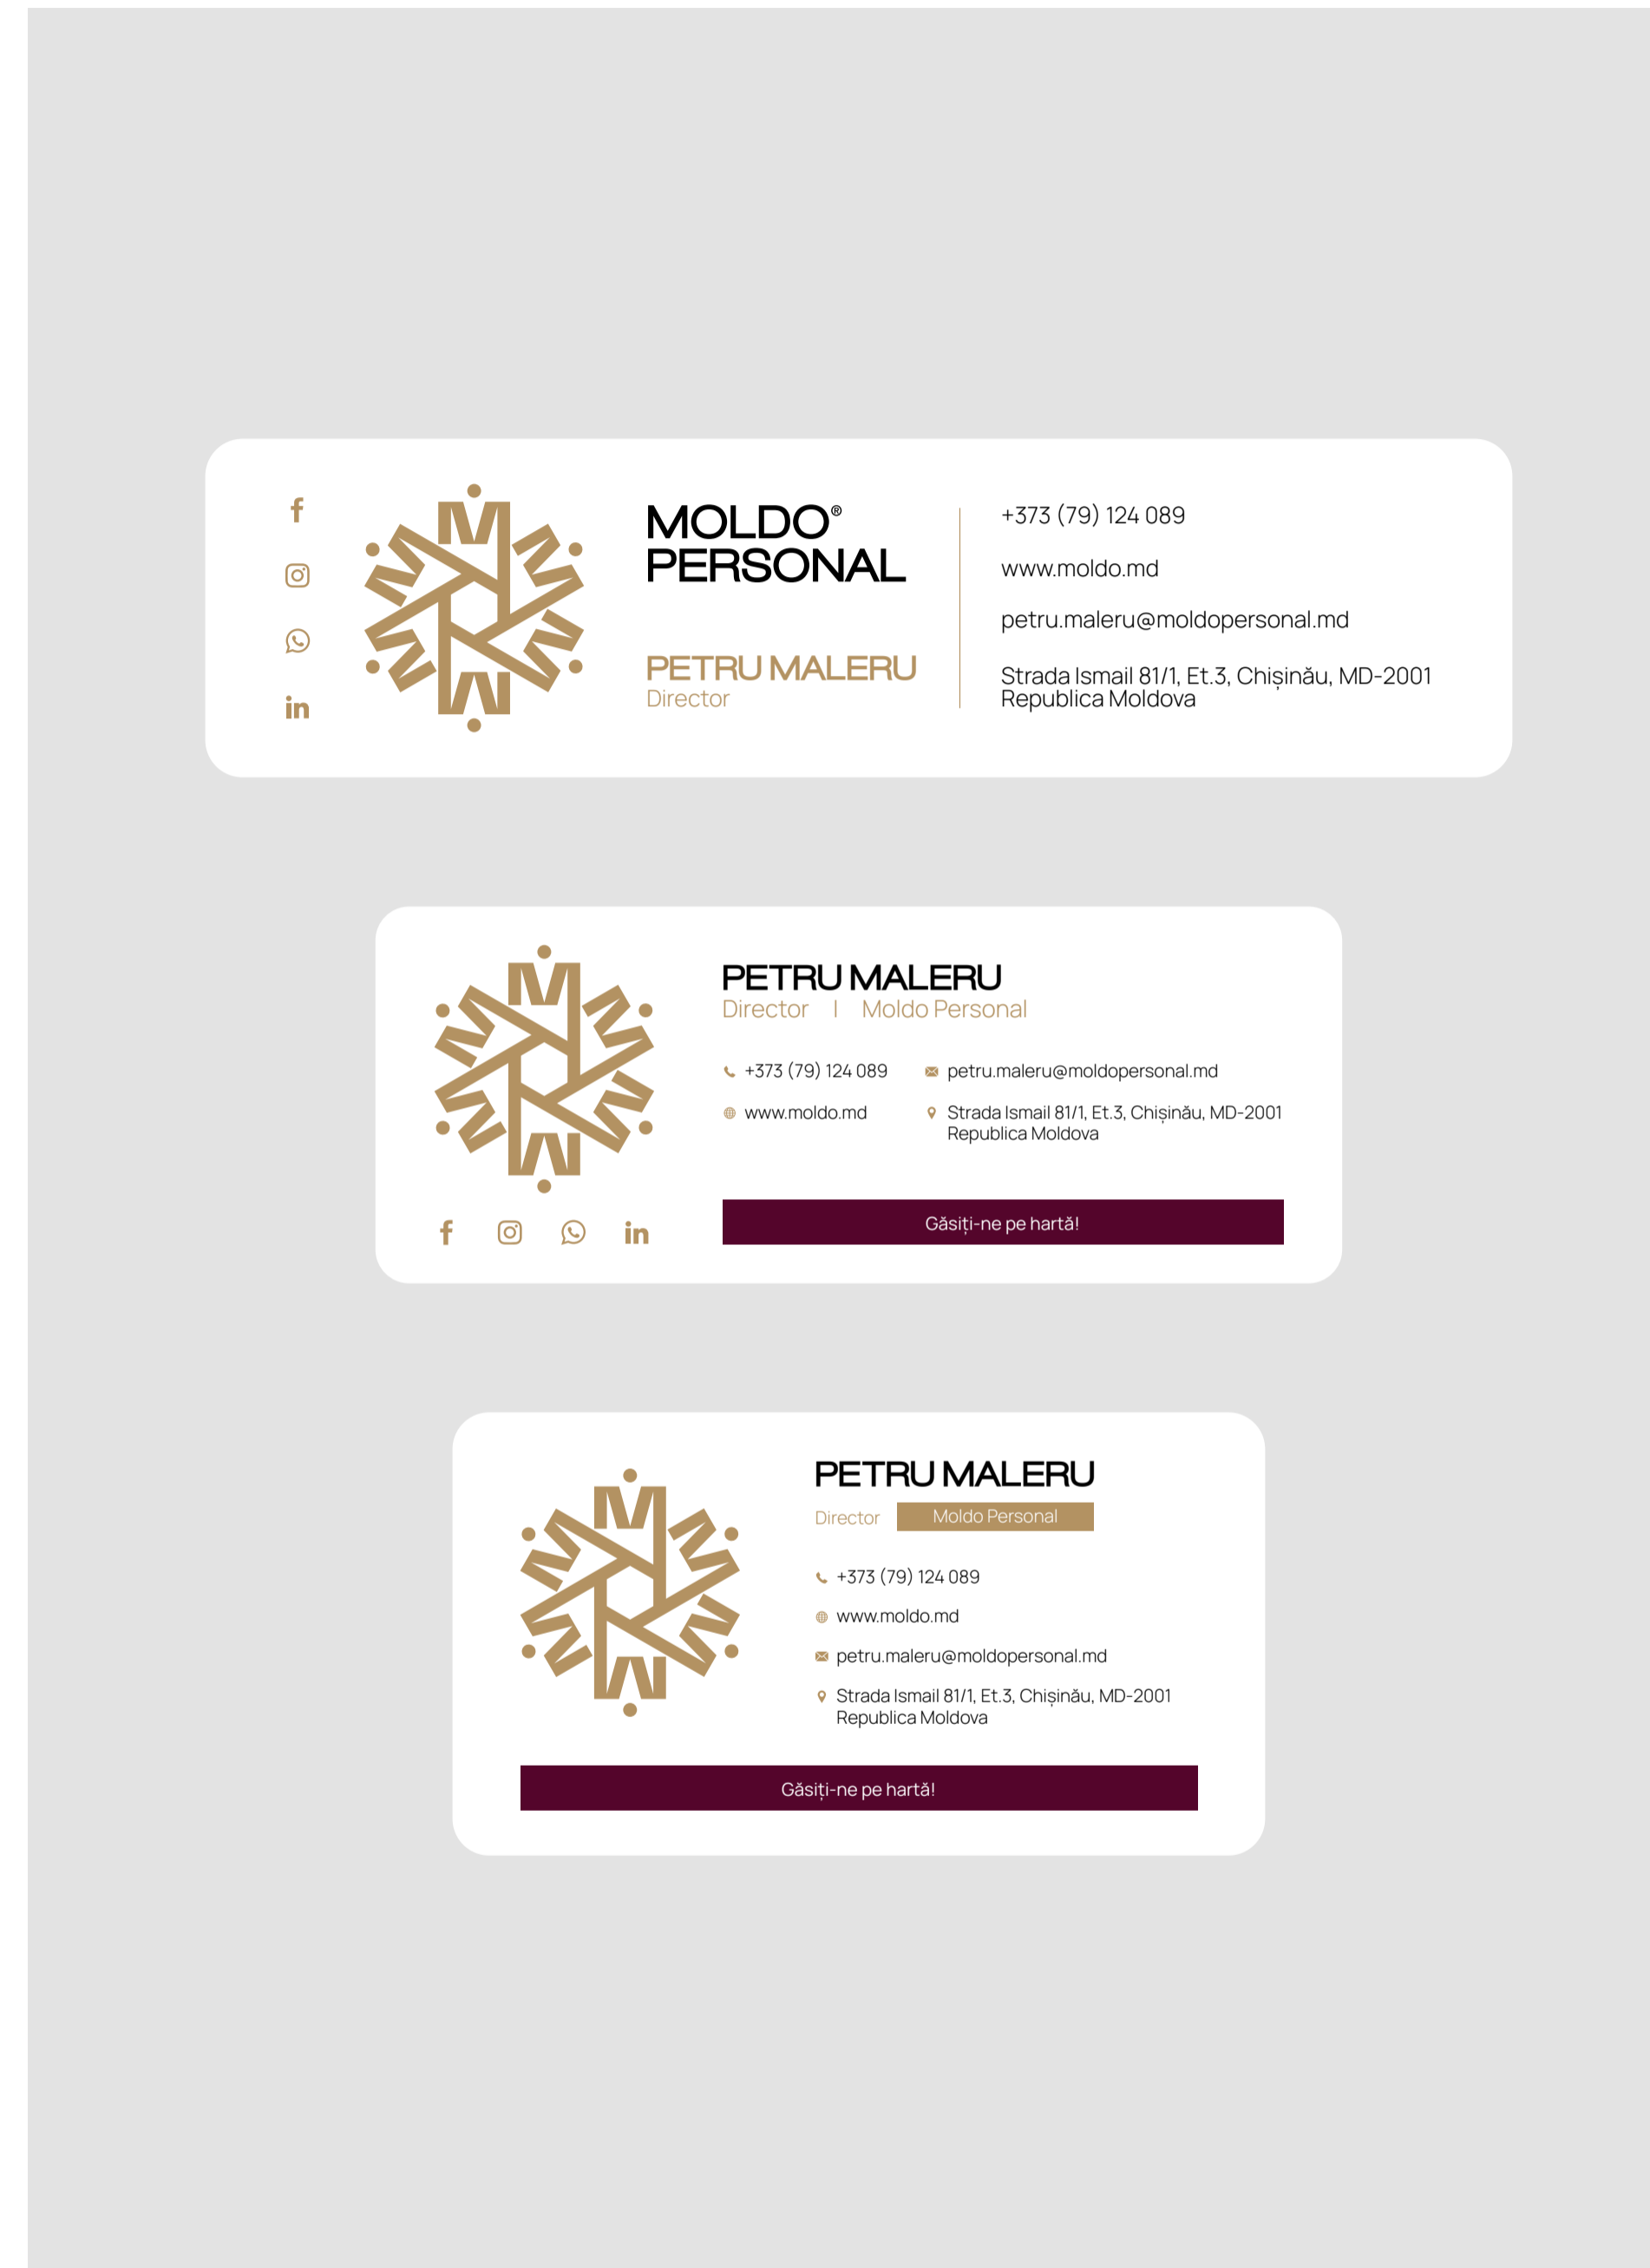 MOLDO®
PERSONAL
PETRU MALERU
Director
+373 (79) 124 089
www.moldo.md
petru.maleru@moldopersonal.md
Strada Ismail 81/1, Et.3, Chișinău, MD-2001
Republica Moldova
PETRU MALERU
Director | Moldo Personal
+373 (79) 124 089
petru.maleru@moldopersonal.md
www.moldo.md
Strada Ismail 81/1, Et.3, Chișinău, MD-2001
Republica Moldova
Găsiți-ne pe hartă!
PETRU MALERU
Director
Moldo Personal
+373 (79) 124 089
www.moldo.md
petru.maleru@moldopersonal.md
Strada Ismail 81/1, Et.3, Chișinău, MD-2001
Republica Moldova
Găsiți-ne pe hartă!